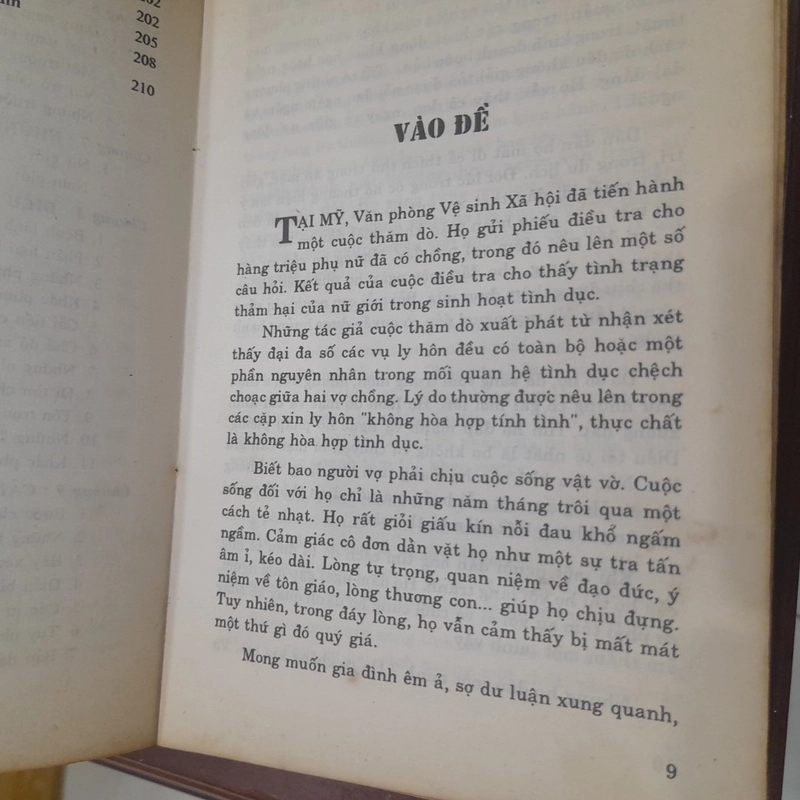 202
202
205
208
210
VÀO ĐỀ
TẠI MỸ, Văn phòng Vệ sinh Xã hội đã tiến hành
một cuộc thăm dò. Họ gửi phiếu điều tra cho
hàng triệu phụ nữ đã có chồng, trong đó nêu lên một số
câu hỏi. Kết quả của cuộc điều tra cho thấy tình trạng
thảm hại của nữ giới trong sinh hoạt tình dục.
Những tác giả cuộc thăm dò xuất phát từ nhận xét
thấy đại đa số các vụ ly hôn đều có toàn bộ hoặc một
phần nguyên nhân trong mối quan hệ tình dục chệch
choạc giữa hai vợ chồng. Lý do thường được nêu lên trong
các cặp xin ly hôn "không hòa hợp tính tình", thực chất
là không hòa hợp tình dục.
Biết bao người vợ phải chịu cuộc sống vật vờ. Cuộc
sống đối với họ chỉ là những năm tháng trôi qua một
cách tẻ nhạt. Họ rất giỏi giấu kín nỗi đau khổ ngấm
ngầm. Cảm giác cô đơn dần vặt họ như một sự tra tấn
âm ỉ, kéo dài. Lòng tự trọng, quan niệm về đạo đức, ý
niệm về tôn giáo, lòng thương con... giúp họ chịu đựng.
Tuy nhiên, trong đáy lòng, họ vẫn cảm thấy bị mất mát
một thứ gì đó quý giá.
Mong muốn gia đình êm ả, sợ dư luận xung quanh,
9